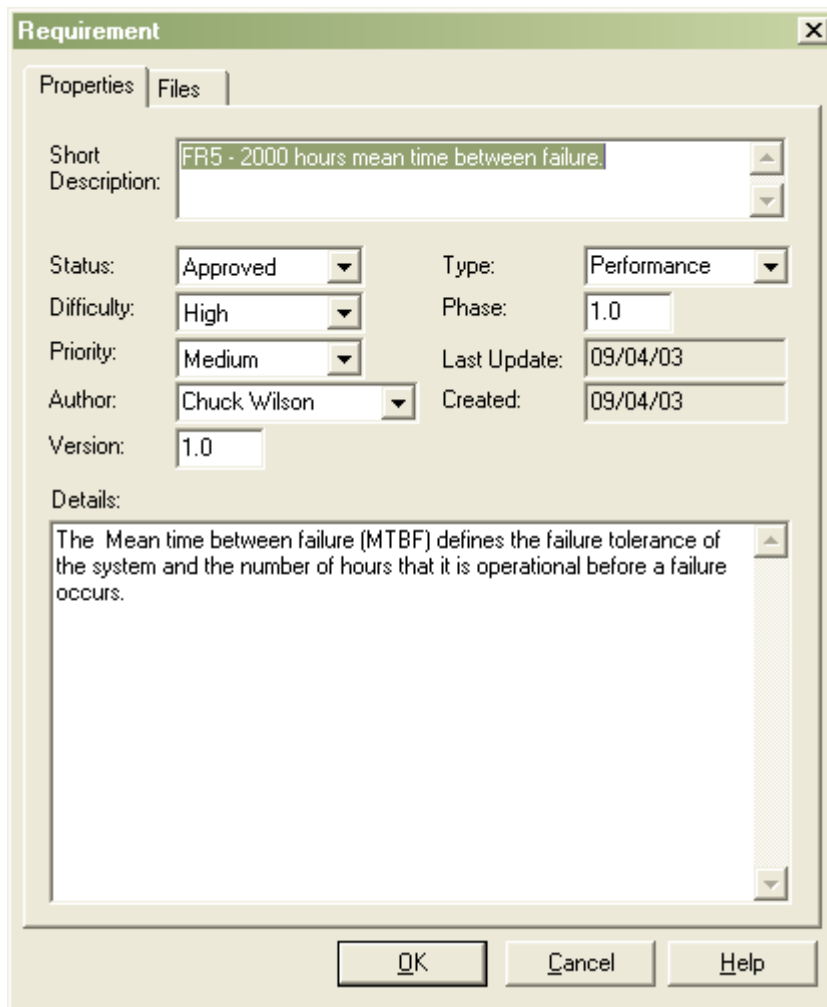 Requirement
Properties Files
Short
Description:
FR5 - 2000 hours mean time between failure.
Status: Approved Type: Performance
Difficulty: High Phase: 1.0
Priority: Medium Last Update: 09/04/03
Author: Chuck Wilson Created: 09/04/03
Version: 1.0
Details:
The  Mean time between failure (MTBF) defines the failure tolerance of
the system and the number of hours that it is operational before a failure
occurs.
OK Cancel Help